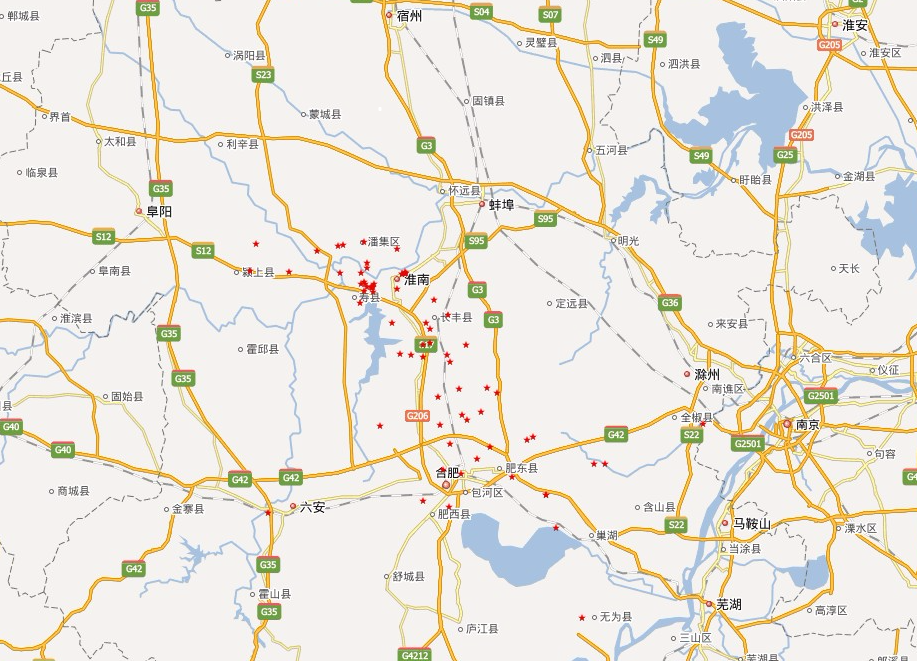 G35
宿州
S04
S07
G2
郸城县
淮安
灵璧县
S49
G205
淮安区
涡阳县
泗县
泗洪县
S23
丘县
固镇县
洪泽县
界首
蒙城县
G205
太和县
利辛县
G3
五河县
S49
G25
临泉县
盱眙县
金湖县
G35
怀远县
阜阳
蚌埠
S95
S12
S12
潘集区
S95
明光
阜南县
颍上县
淮南
天长
G3
寿县
定远县
G36
淮滨县
长丰县
G3
来安县
G35
霍邱县
六合区
G35
滁州
仪征
南谯区
固始县
G2501
县
G206
全椒县
南京
G40
G42
S22
G2501
G40
句容
合肥
肥东县
G42
G42
G4
商城县
包河区
金寨县
六安
肥西县
含山县
马鞍山
S22
溧水区
巢湖
当涂县
G42
G35
舒城县
霍山县
芜湖
G35
高淳区
无为县
庐江县
三山区
G4212
芜湖县